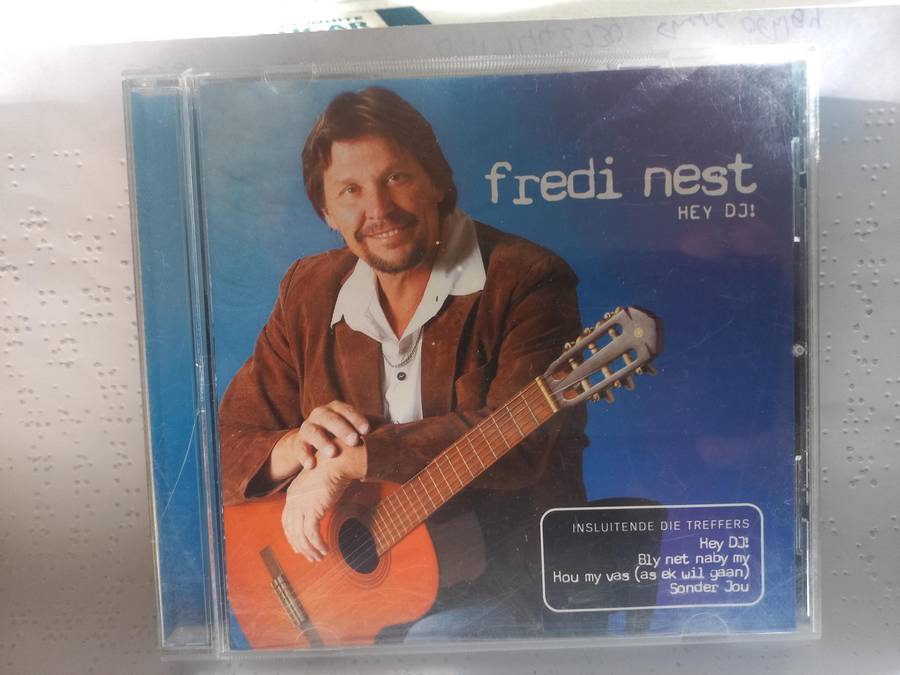 fredi nest
HEY DJ!
INSLUITENDE DIE TREFFERS
Hey DJ!
Bly net naby my
Hou my vas (as ek wil gaan)
Sonder Jou